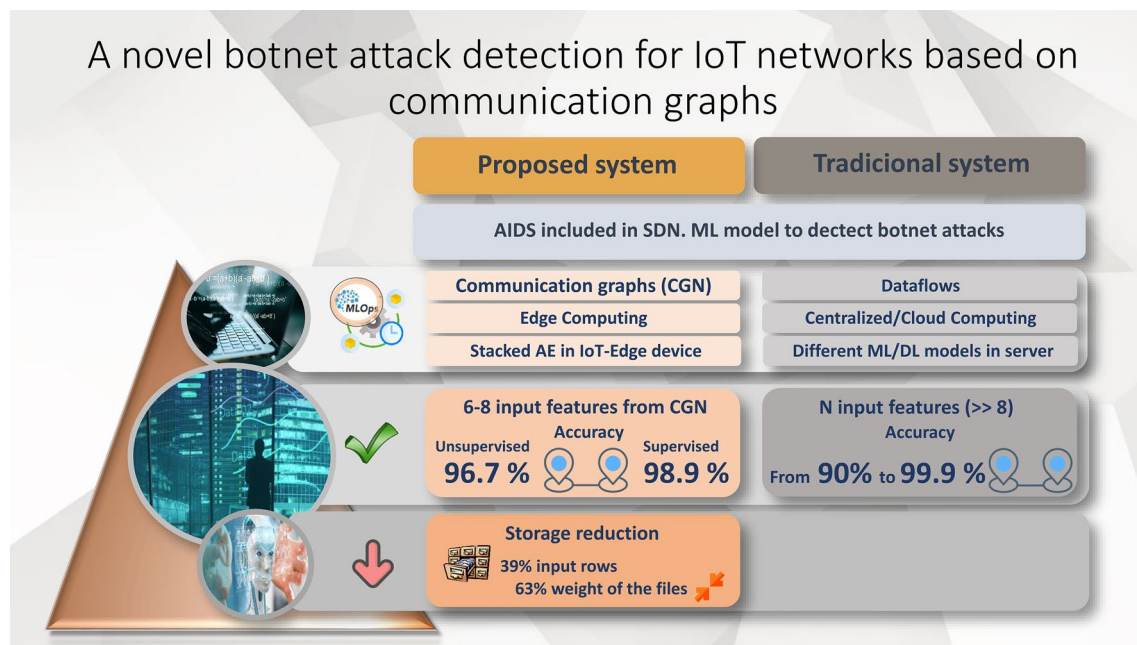 A novel botnet attack detection for IoT networks based on
communication graphs
Proposed system
Tradicional system
AIDS included in SDN. ML model to dectect botnet attacks
MLOps
Communication graphs (CGN)
Dataflows
Edge Computing
Centralized/Cloud Computing
Stacked AE in IoT-Edge device
Different ML/DL models in server
6-8 input features from CGN
Accuracy
Unsupervised
Supervised
96.7 %
98.9 %
N input features (>> 8)
Accuracy
From 90% to 99.9 %
Storage reduction
39% input rows
63% weight of the files